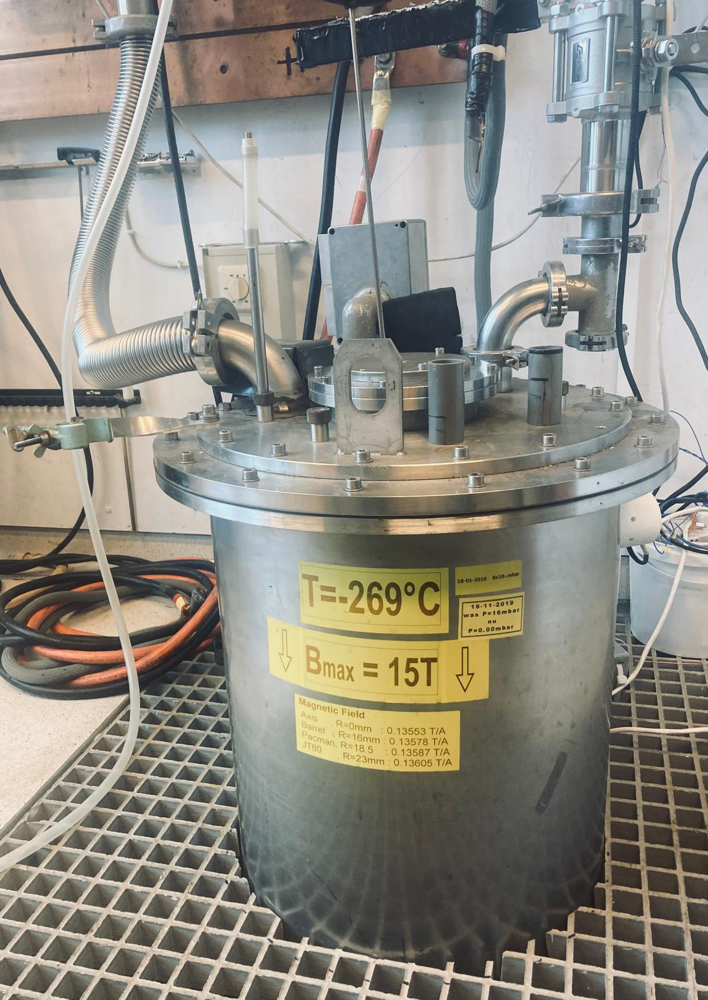 T=-269°C
18-01-2016 8x10-3 mbar
18-11-2019
was P=16mbar
nu
P=0.00mbar
Bmax = 15T
Magnetic Field
Axis , R=0mm : 0.13553 T/A
Barrel , R=16mm : 0.13578 T/A
Pacman, R=18.5 : 0.13587 T/A
JT60 , R=23mm : 0.13605 T/A